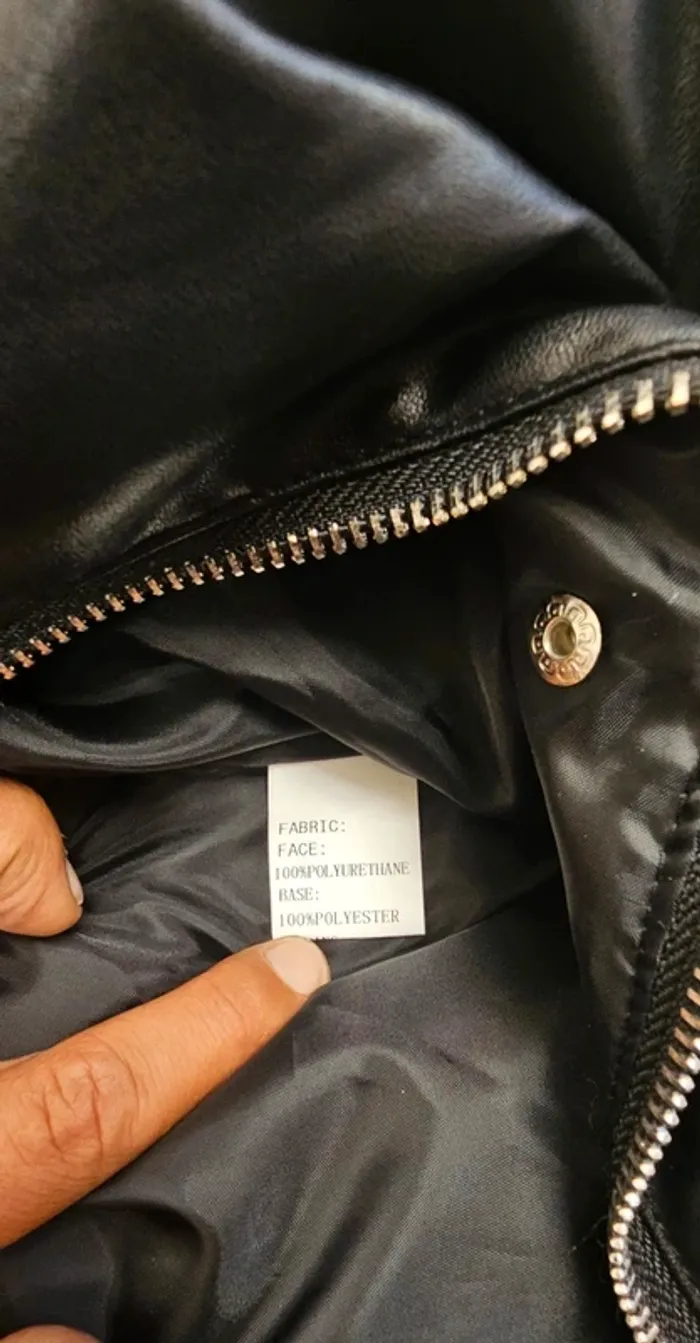 FABRIC:
FACE:
100%POLYURETHANE
BASE:
100%POLYESTER